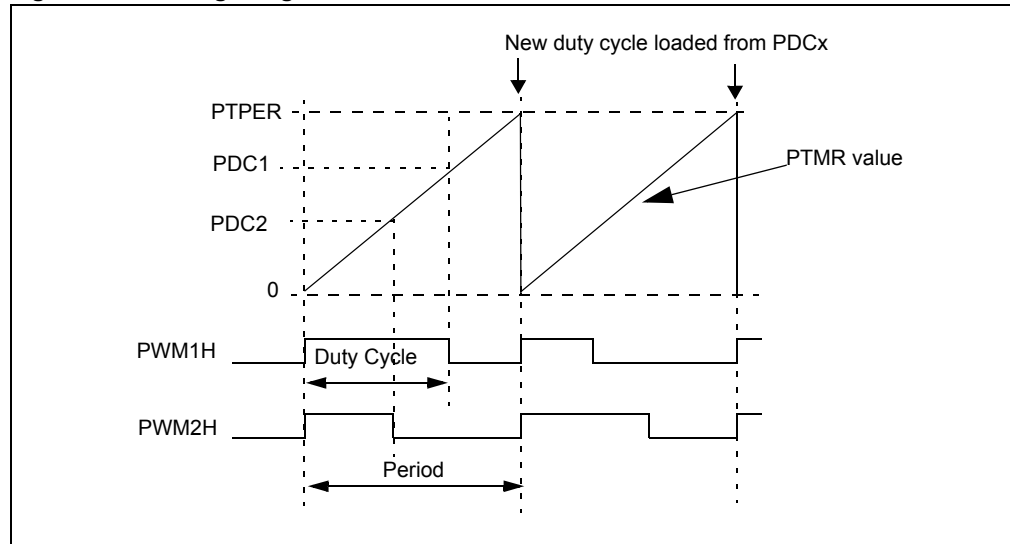 New duty cycle loaded from PDCx
PTPER
PDC1
PTMR value
PDC2
0
PWM1H
Duty Cycle
PWM2H
Period